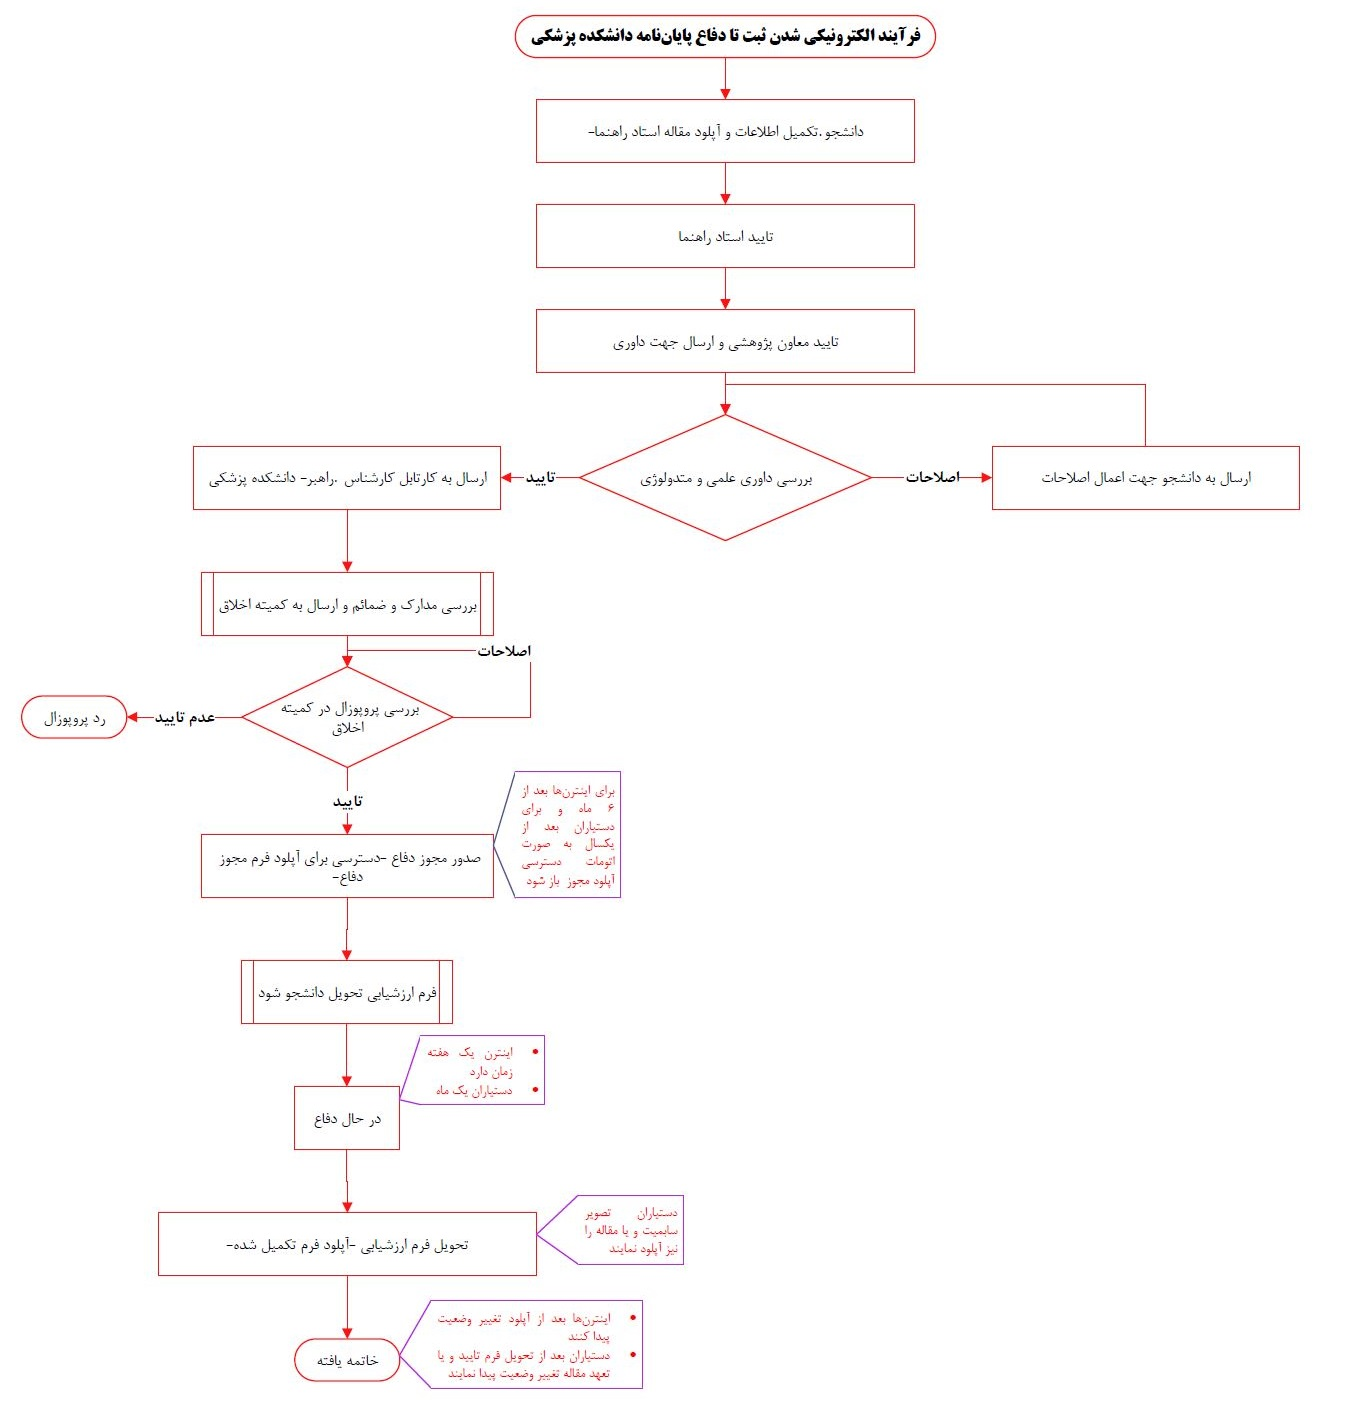 فرآیند الکترونیکی شدن ثبت تا دفاع پایان‌نامه دانشکده پزشکی
دانشجو.تکمیل اطلاعات و آپلود مقاله استاد راهنما-
تایید استاد راهنما
تایید معاون پژوهشی و ارسال جهت داوری
بررسی داوری علمی و متدولوژی
اصلاحات
ارسال به دانشجو جهت اعمال اصلاحات
تایید
ارسال به کارتابل کارشناس .راهبر- دانشکده پزشکی
بررسی مدارک و ضمائم و ارسال به کمیته اخلاق
اصلاحات
بررسی پروپوزال در کمیته
اخلاق
عدم تایید
رد پروپوزال
تایید
صدور مجوز دفاع -دسترسی برای آپلود فرم مجوز
دفاع-
برای اینترن‌ها بعد از
۶ ماه و برای
دستیاران بعد از
یکسال به صورت
اتومات دسترسی
آپلود مجوز باز شود
فرم ارزشیابی تحویل دانشجو شود
• اینترن یک هفته
زمان دارد
• دستیاران یک ماه
در حال دفاع
دستیاران تصویر
سابمیت و یا مقاله را
نیز آپلود نمایند
تحویل فرم ارزشیابی -آپلود فرم تکمیل شده-
• اینترن‌ها بعد از آپلود تغییر وضعیت
پیدا کنند
• دستیاران بعد از تحویل فرم تایید و یا
تعهد مقاله تغییر وضعیت پیدا نمایند
خاتمه یافته